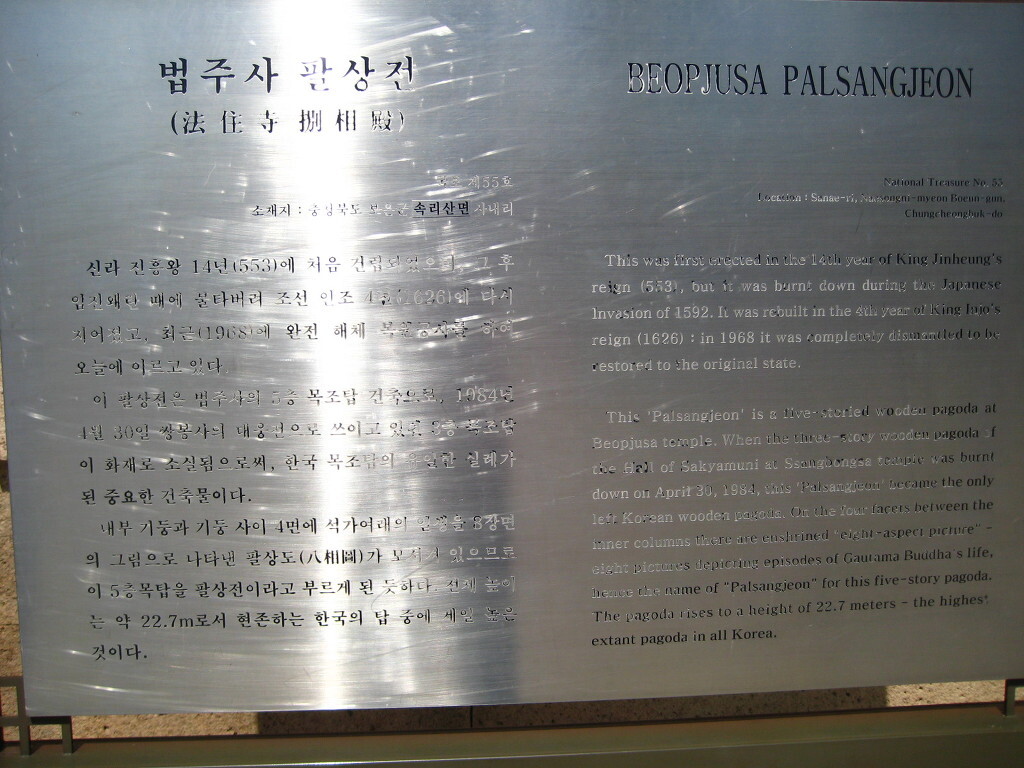 법주사 팔상전
(法住寺 捌相殿)
국보 제55호
소재지 : 충청북도 보은군 속리산면 사내리
신라 진흥왕 14년(553)에 처음 건립되었으나, 그 후
임진왜란 때에 불타버려 조선 인조 4년(1626)에 다시
지어졌고, 최근(1968)에 완전 해체 복원공사를 하여
오늘에 이르고 있다.
이 팔상전은 법주사의 5층 목조탑 건축으로, 1984년
4월 30일 쌍봉사의 대웅전으로 쓰이고 있던 3층 목조탑
이 화재로 소실됨으로써, 한국 목조탑의 유일한 실례가
된 중요한 건축물이다.
내부 기둥과 기둥 사이 4면에 석가여래의 일생을 8장면
의 그림으로 나타낸 팔상도(八相圖)가 모셔져 있으므로
이 5층목탑을 팔상전이라고 부르게 된 듯하다. 전체 높이
는 약 22.7m로서 현존하는 한국의 탑 중에 제일 높은
것이다.
BEOPJUSA PALSANGJEON
National Treasure No. 55
Location : Sanae-ri, Naesongni-myeon Boeun-gun,
Chungcheongbuk-do
This was first erected in the 14th year of King Jinheung's
reign (553), but it was burnt down during the Japanese
Invasion of 1592. It was rebuilt in the 4th year of King Injo's
reign (1626) : in 1968 it was completely dismantled to be
restored to the original state.
This 'Palsangjeon' is a five-storied wooden pagoda at
Beopjusa temple. When the three-story wooden pagoda of
the Hall of Sakyamuni at Ssangbongsa temple was burnt
down on April 30, 1984, this 'Palsangjeon' became the only
left Korean wooden pagoda. On the four facets between the
inner columns there are enshrined "eight-aspect picture" -
eight pictures depicting episodes of Gautama Buddha's life,
hence the name of "Palsangjeon" for this five-story pagoda.
The pagoda rises to a height of 22.7 meters - the highest
extant pagoda in all Korea.